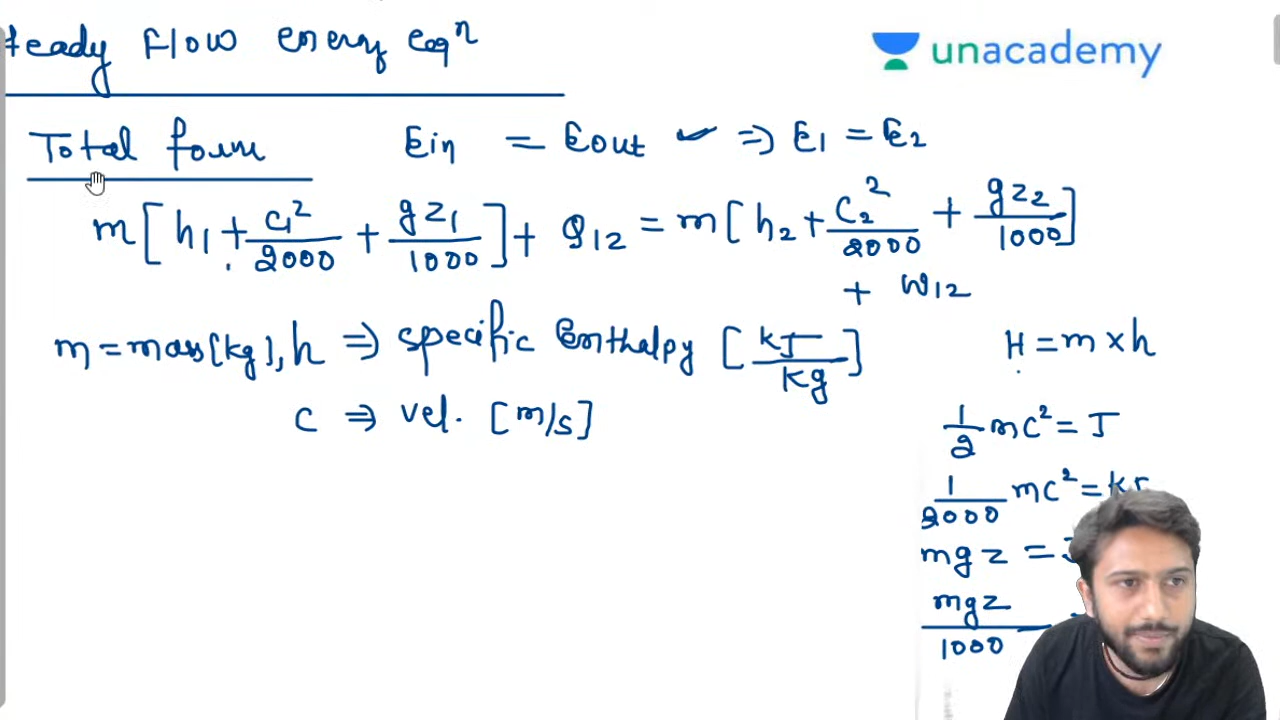 teady Flow energy eqⁿ
unacademy
Total form Ein = Eout ✓ => E1 = E2
m[h1 + c1²/2000 + gz1/1000] + Q12 = m[h2 + c2²/2000 + gz2/1000]
+ W12
m = mass[kg], h => specific Enthalpy [kJ/kg]
H = m × h
c => vel. [m/s]
1/2 mc² = J
1/2000 mc² = kJ
mgz = J
mgz/1000